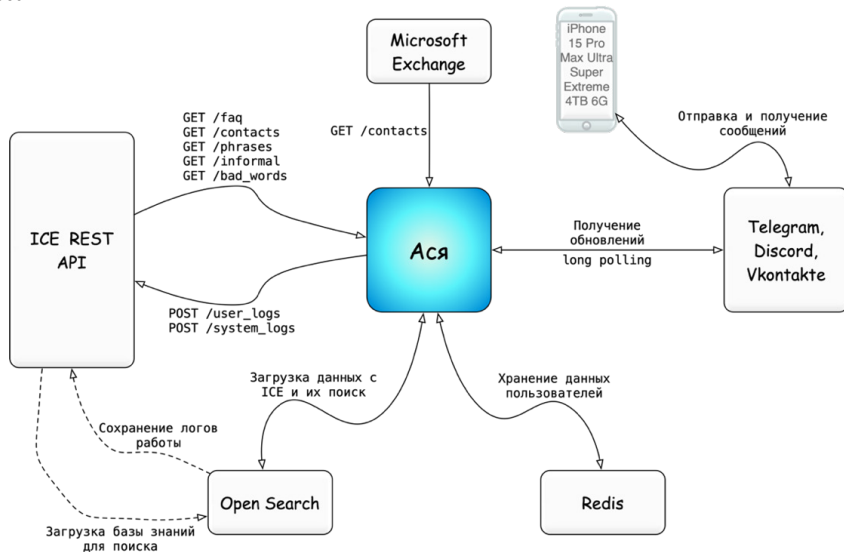 Microsoft
Exchange
iPhone
15 Pro
Max Ultra
Super
Extreme
4TB 6G
Отправка и получение
сообщений
GET /faq
GET /contacts
GET /phrases
GET /informal
GET /bad_words
GET /contacts
ICE REST
API
Ася
Получение
обновлений
long polling
Telegram,
Discord,
Vkontakte
POST /user_logs
POST /system_logs
Загрузка данных с
ICE и их поиск
Хранение данных
пользователей
Сохранение логов
работы
Open Search
Redis
Загрузка базы знаний
для поиска